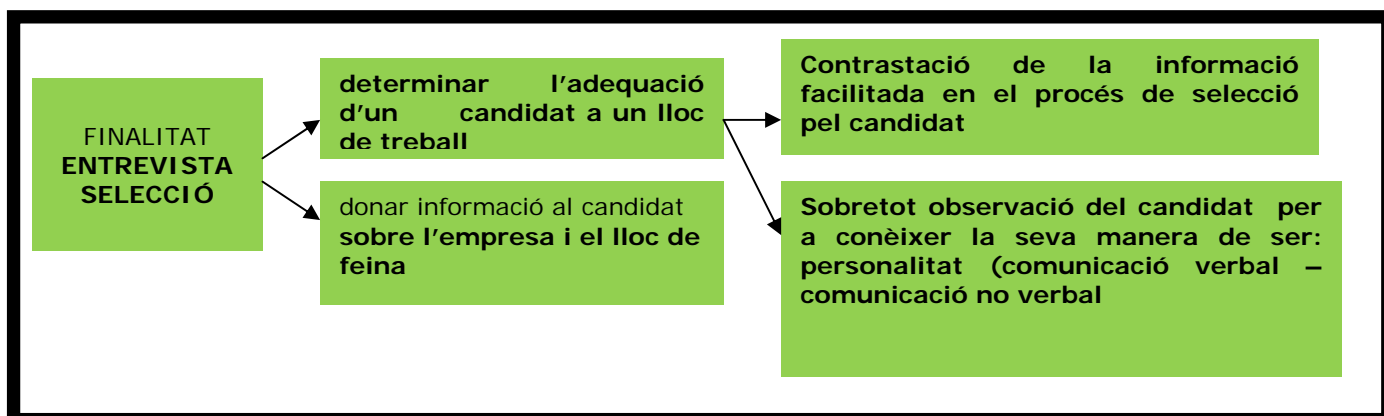 FINALITAT
ENTREVISTA
SELECCIÓ
determinar l'adequació
d'un candidat a un lloc
de treball
donar informació al candidat
sobre l'empresa i el lloc de
feina
Contrastació de la informació
facilitada en el procés de selecció
pel candidat
Sobretot observació del candidat per
a conèixer la seva manera de ser:
personalitat (comunicació verbal –
comunicació no verbal